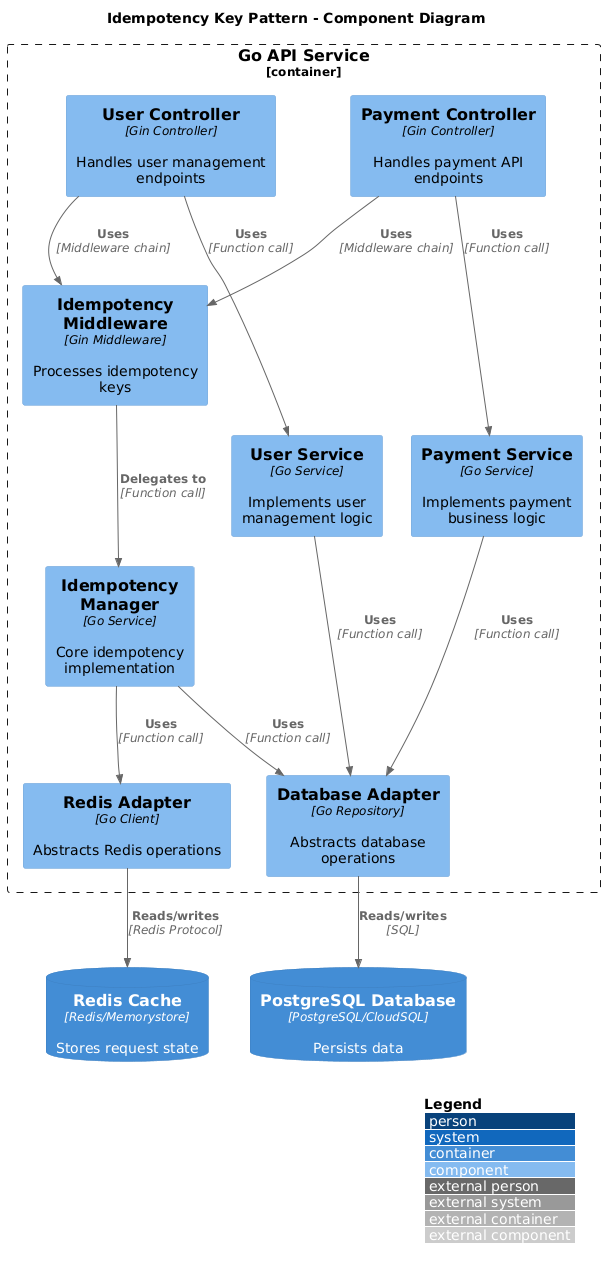 Idempotency Key Pattern - Component Diagram
Go API Service
[container]
User Controller
[Gin Controller]
Handles user management
endpoints
Payment Controller
[Gin Controller]
Handles payment API
endpoints
Uses
[Middleware chain]
Uses
[Function call]
Uses
[Middleware chain]
Uses
[Function call]
Idempotency
Middleware
[Gin Middleware]
Processes idempotency
keys
User Service
[Go Service]
Implements user
management logic
Payment Service
[Go Service]
Implements payment
business logic
Delegates to
[Function call]
Idempotency
Manager
[Go Service]
Core idempotency
implementation
Uses
[Function call]
Uses
[Function call]
Uses
[Function call]
Uses
[Function call]
Redis Adapter
[Go Client]
Abstracts Redis operations
Database Adapter
[Go Repository]
Abstracts database
operations
Reads/writes
[Redis Protocol]
Reads/writes
[SQL]
Redis Cache
[Redis/Memorystore]
Stores request state
PostgreSQL Database
[PostgreSQL/CloudSQL]
Persists data
Legend
person
system
container
component
external person
external system
external container
external component